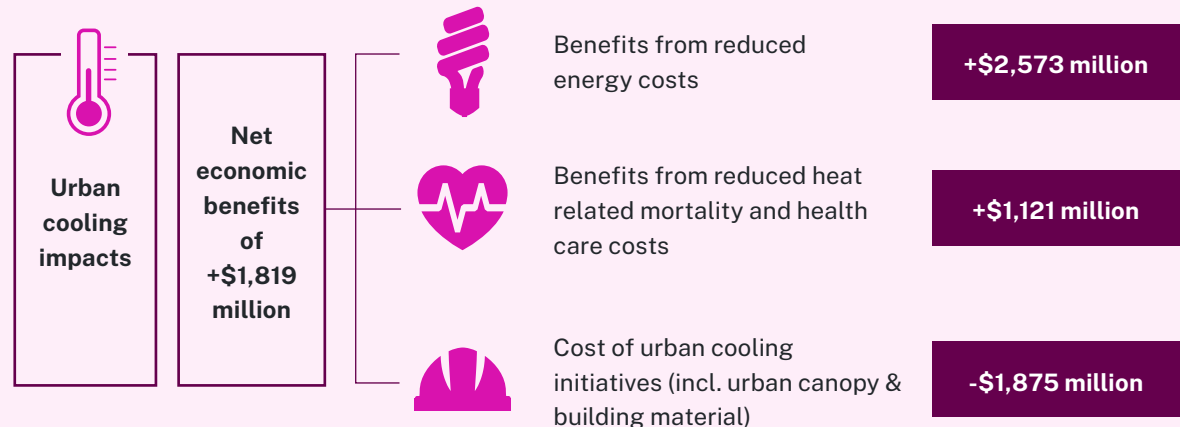 Urban
cooling
impacts
Net
economic
benefits
of
+$1,819
million
Benefits from reduced
energy costs
+$2,573 million
Benefits from reduced heat
related mortality and health
care costs
+$1,121 million
Cost of urban cooling
initiatives (incl. urban canopy &
building material)
-$1,875 million